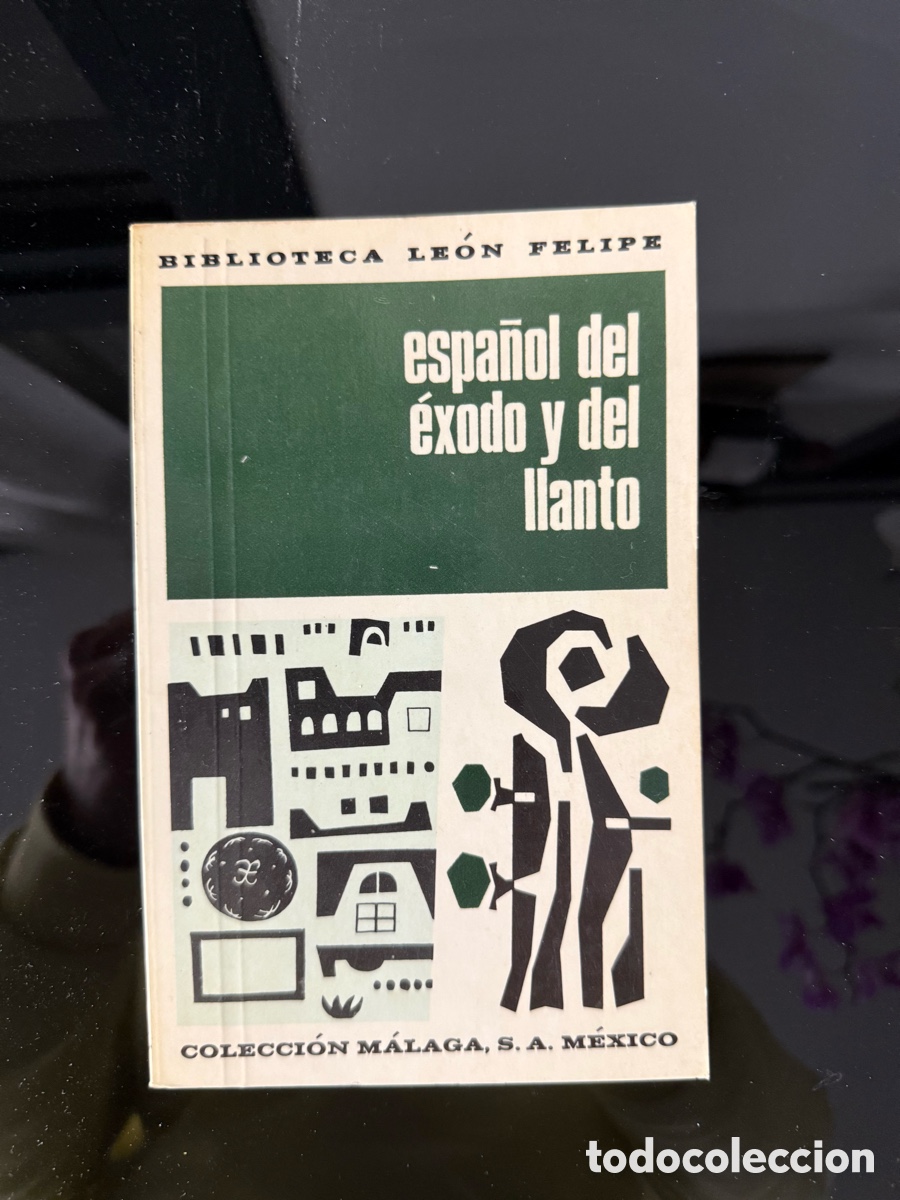 BIBLIOTECA LEÓN FELIPE
español del
éxodo y del
llanto
COLECCIÓN MÁLAGA, S. A. MÉXICO
todocoleccion